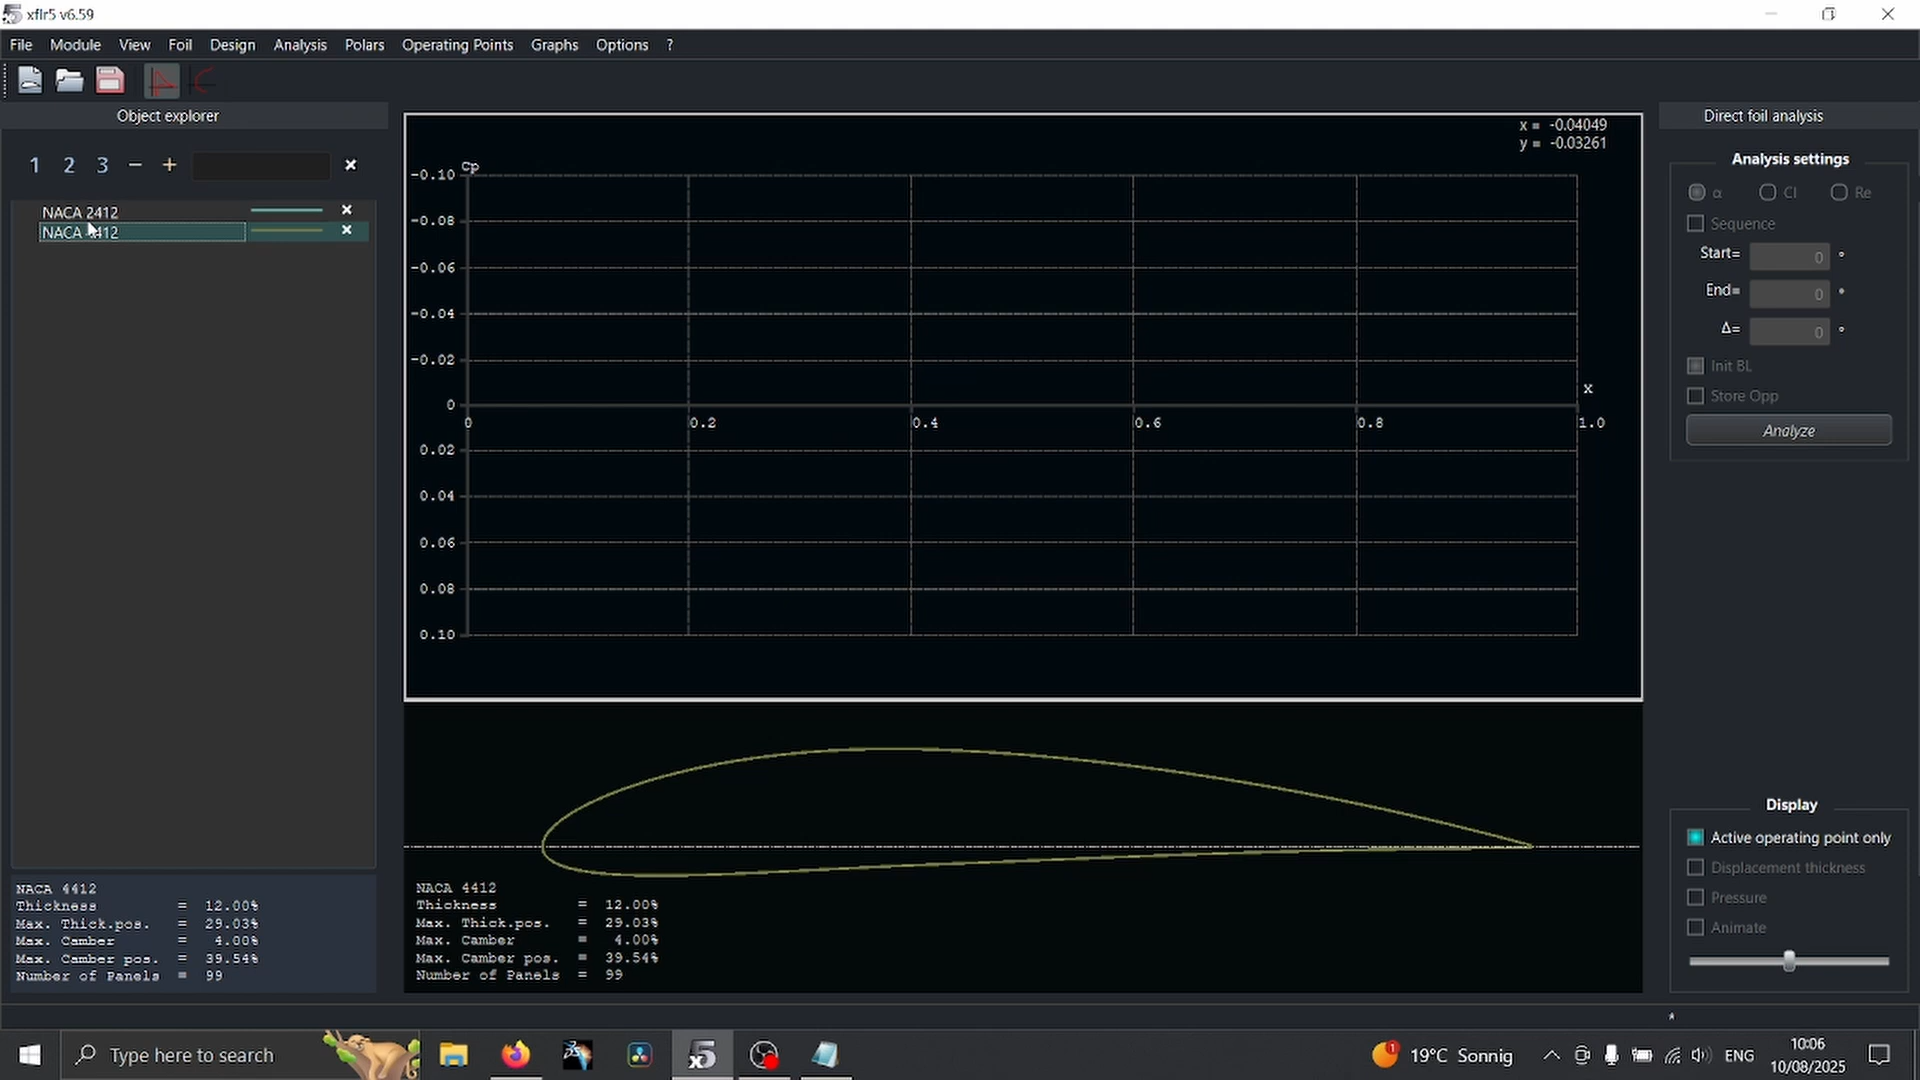 xflr5 v6.59
File Module View Foil Design Analysis Polars Operating Points Graphs Options ?
Object explorer
1 2 3 − +
NACA 2412
NACA 4412
x = -0.04049
y = -0.03261
Cp
-0.10
-0.08
-0.06
-0.04
-0.02
0
x
0 0.2 0.4 0.6 0.8 1.0
0.02
0.04
0.06
0.08
0.10
Direct foil analysis
Analysis settings
α Cl Re
Sequence
Start= 0 °
End= 0 °
Δ= 0 °
Init BL
Store Opp
Analyze
Display
Active operating point only
Displacement thickness
Pressure
Animate
NACA 4412
Thickness = 12.00%
Max. Thick.pos. = 29.03%
Max. Camber = 4.00%
Max. Camber pos. = 39.54%
Number of Panels = 99
NACA 4412
Thickness = 12.00%
Max. Thick.pos. = 29.03%
Max. Camber = 4.00%
Max. Camber pos. = 39.54%
Number of Panels = 99
*
Type here to search
x5
1
19°C Sonnig
ENG
10:06
10/08/2025